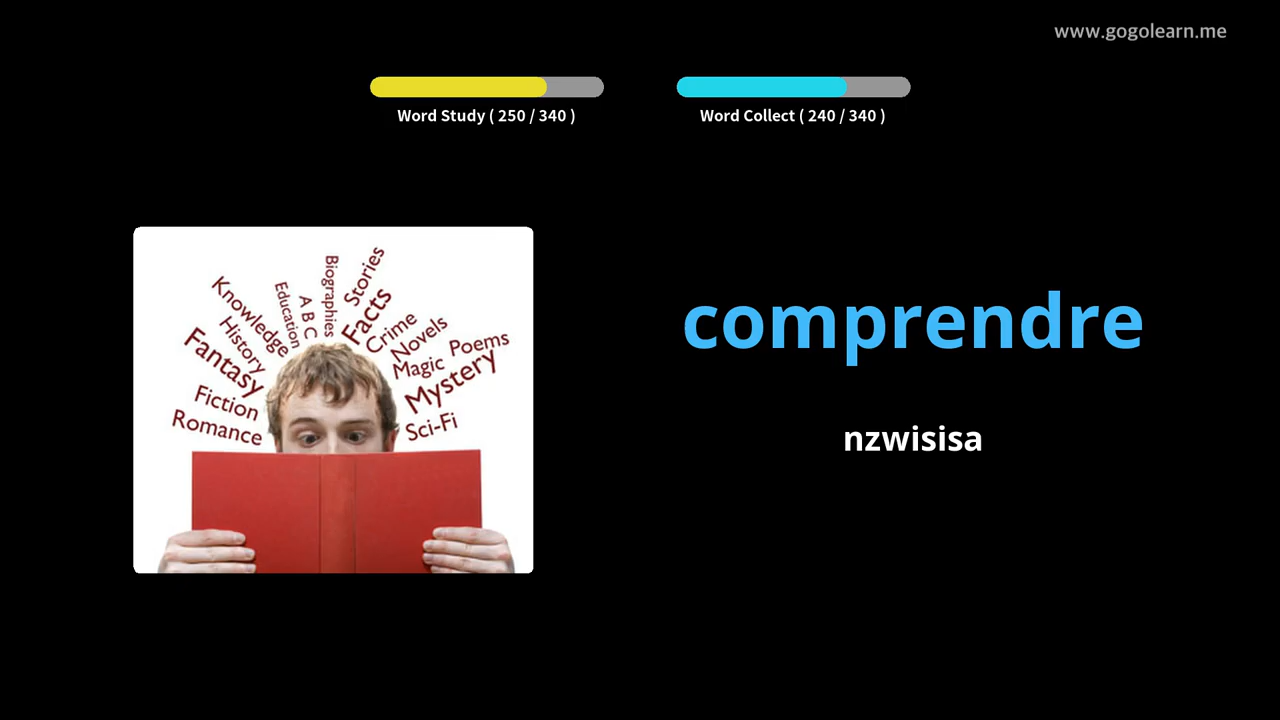 www.gogolearn.me
Word Study ( 250 / 340 )
Word Collect ( 240 / 340 )
Stories
Biographies
Facts
A B C
Education
Knowledge
Crime
Novels
History
Poems
Fantasy
Magic
Mystery
Fiction
Sci-Fi
Romance
comprendre
nzwisisa